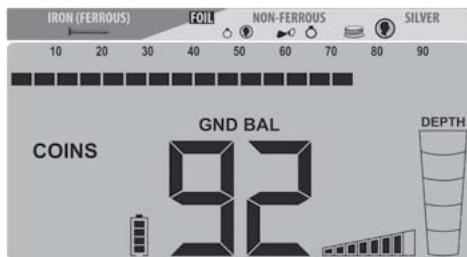 IRON (FERROUS) FOIL NON-FERROUS SILVER
10 20 30 40 50 60 70 80 90
GND BAL DEPTH
COINS
92